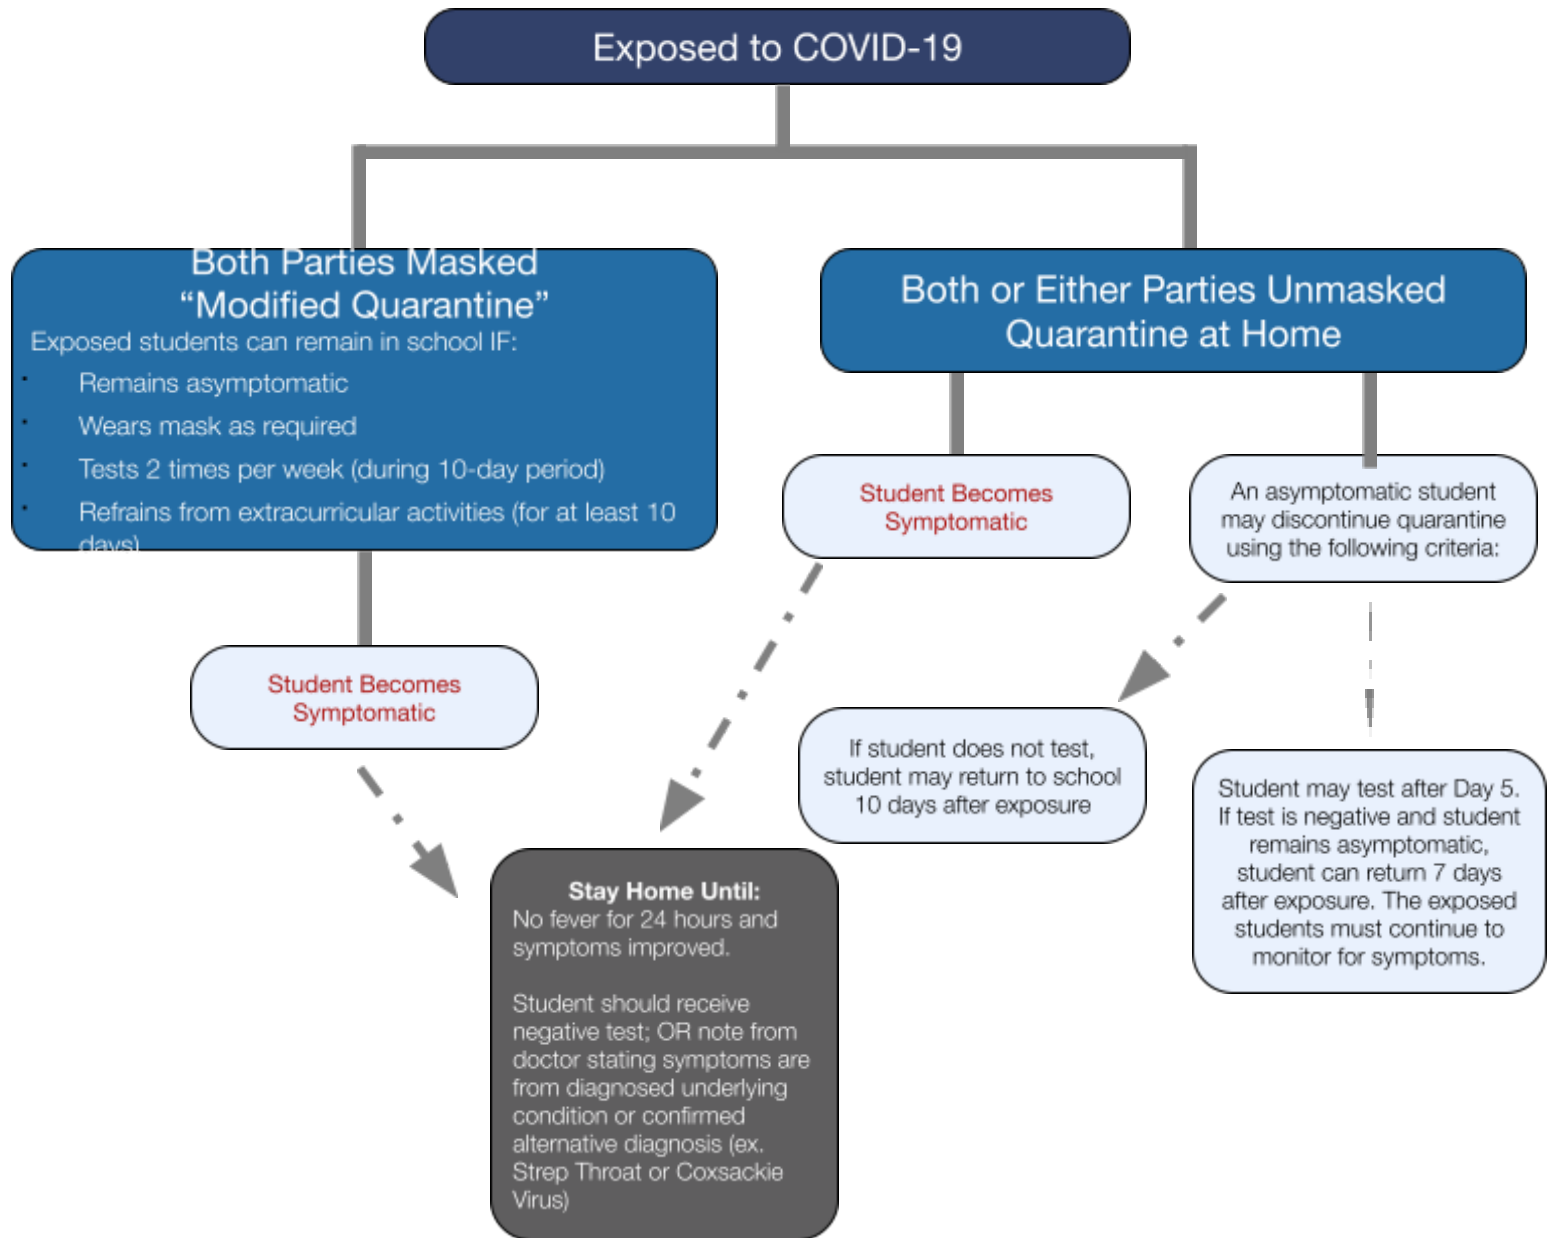 Exposed to COVID-19
Both Parties Masked
“Modified Quarantine”
Exposed students can remain in school IF:
· Remains asymptomatic
· Wears mask as required
· Tests 2 times per week (during 10-day period)
· Refrains from extracurricular activities (for at least 10
days)
Both or Either Parties Unmasked
Quarantine at Home
Student Becomes
Symptomatic
An asymptomatic student
may discontinue quarantine
using the following criteria:
Student Becomes
Symptomatic
If student does not test,
student may return to school
10 days after exposure
Student may test after Day 5.
If test is negative and student
remains asymptomatic,
student can return 7 days
after exposure. The exposed
students must continue to
monitor for symptoms.
Stay Home Until:
No fever for 24 hours and
symptoms improved.
Student should receive
negative test; OR note from
doctor stating symptoms are
from diagnosed underlying
condition or confirmed
alternative diagnosis (ex.
Strep Throat or Coxsackie
Virus)